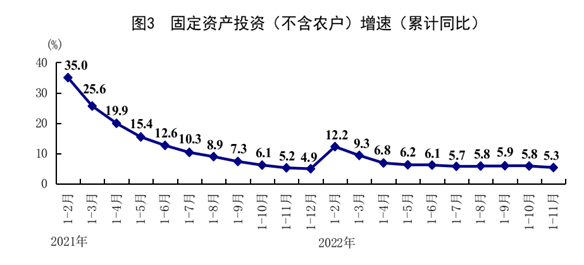 图3 固定资产投资（不含农户）增速（累计同比）
(%)
40
30
20
10
0
35.0
25.6
19.9
15.4
12.6
10.3
8.9
7.3
6.1
5.2
4.9
12.2
9.3
6.8
6.2
6.1
5.7
5.8
5.9
5.8
5.3
1-2月
1-3月
1-4月
1-5月
1-6月
1-7月
1-8月
1-9月
1-10月
1-11月
1-12月
1-2月
1-3月
1-4月
1-5月
1-6月
1-7月
1-8月
1-9月
1-10月
1-11月
2021年
2022年